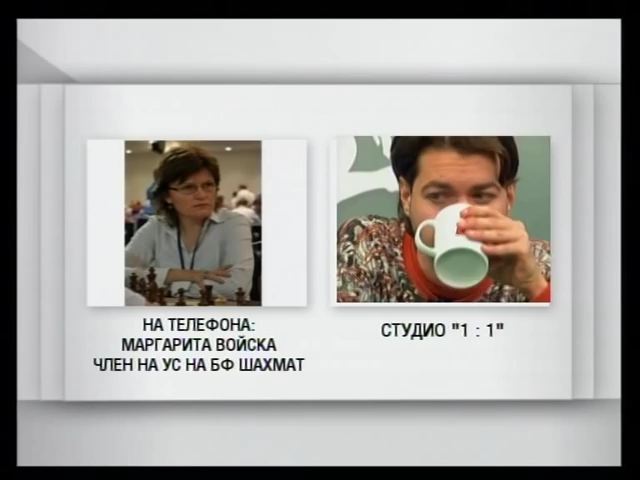 НА ТЕЛЕФОНА:
МАРГАРИТА ВОЙСКА
ЧЛЕН НА УС НА БФ ШАХМАТ
СТУДИО "1 : 1"